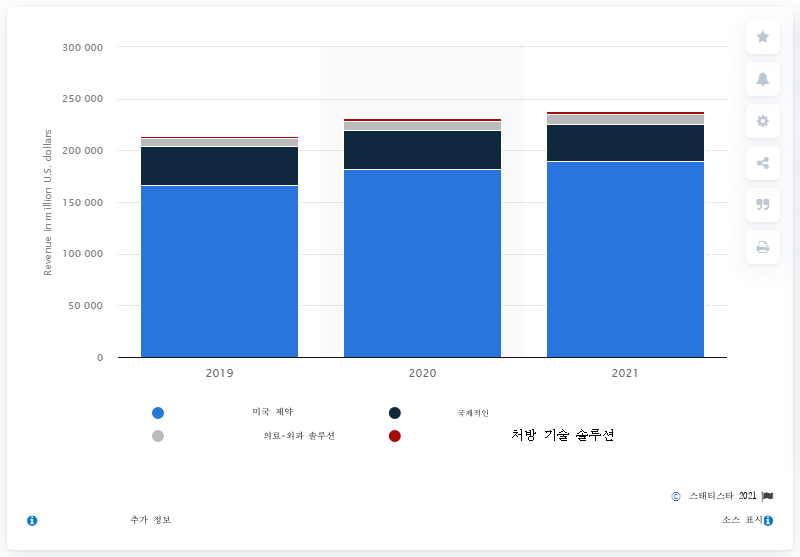 300 000
250 000
200 000
150 000
100 000
50 000
0
Revenue in million U.S. dollars
2019 2020 2021
미국 제약 국제적인
의료-외과 솔루션 처방 기술 솔루션
© 스태티스타 2021
추가 정보 소스 표시